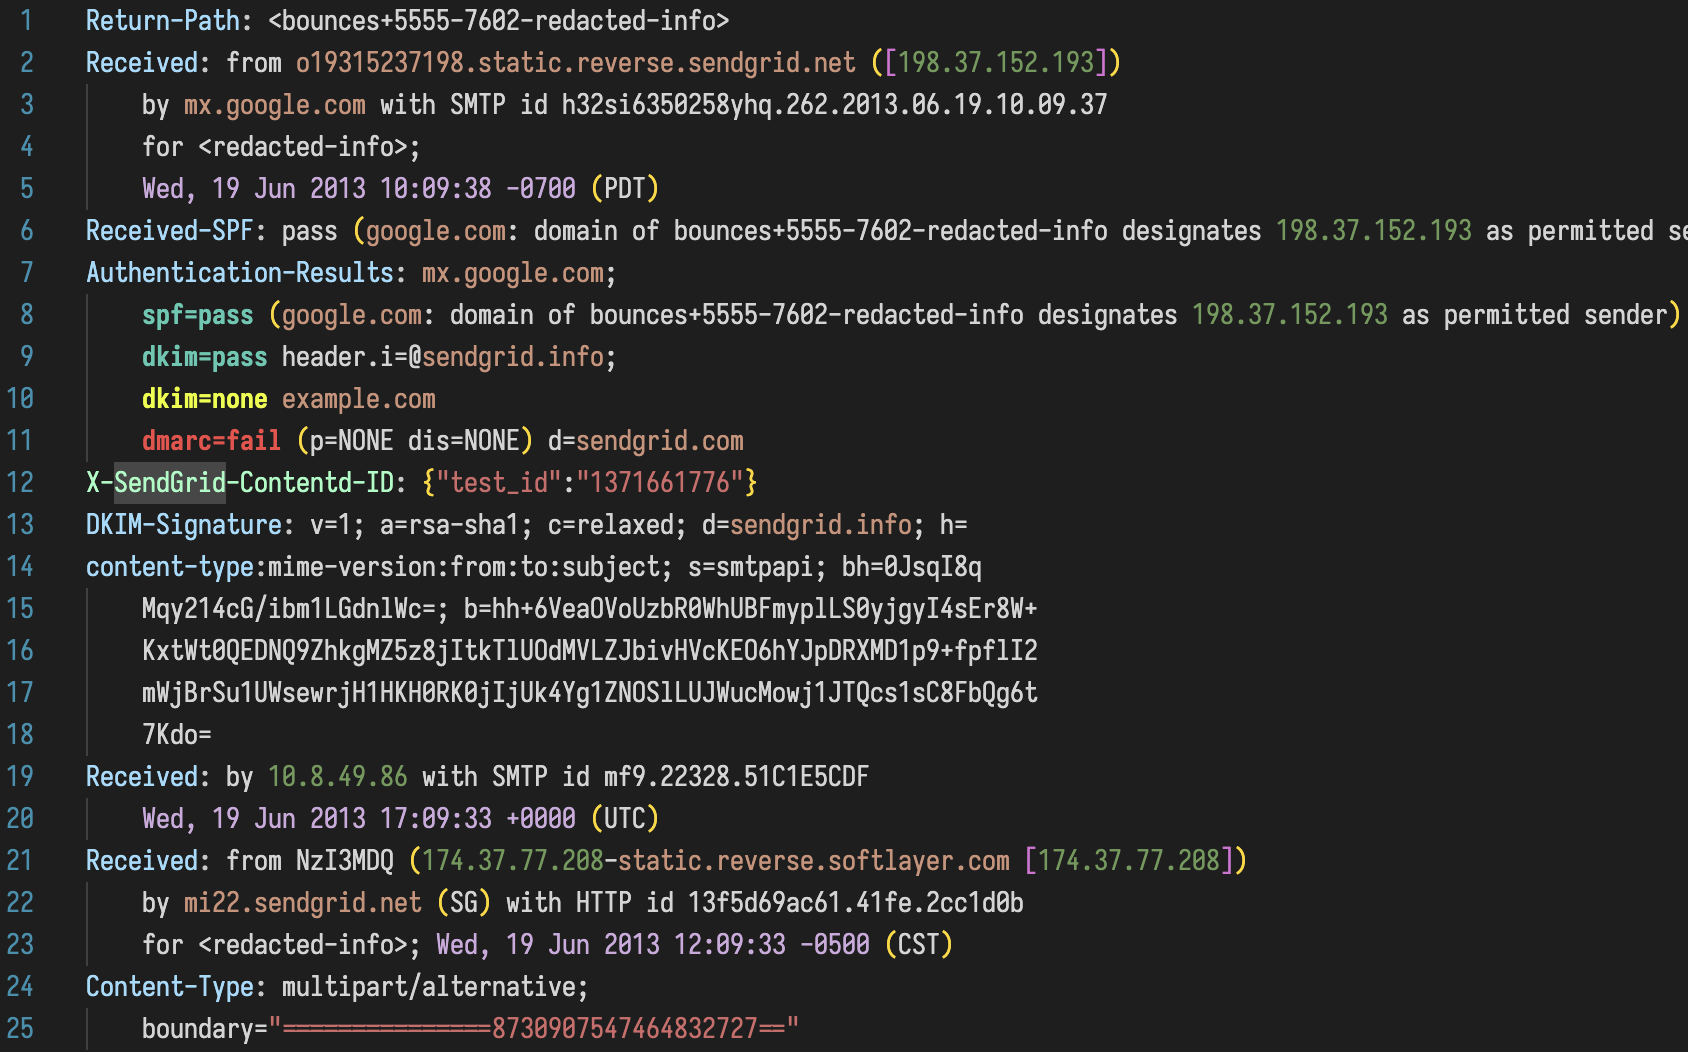 1 Return-Path: <bounces+5555-7602-redacted-info>
2 Received: from o19315237198.static.reverse.sendgrid.net ([198.37.152.193])
3 by mx.google.com with SMTP id h32si6350258yhq.262.2013.06.19.10.09.37
4 for <redacted-info>;
5 Wed, 19 Jun 2013 10:09:38 -0700 (PDT)
6 Received-SPF: pass (google.com: domain of bounces+5555-7602-redacted-info designates 198.37.152.193 as permitted se
7 Authentication-Results: mx.google.com;
8 spf=pass (google.com: domain of bounces+5555-7602-redacted-info designates 198.37.152.193 as permitted sender)
9 dkim=pass header.i=@sendgrid.info;
10 dkim=none example.com
11 dmarc=fail (p=NONE dis=NONE) d=sendgrid.com
12 X-SendGrid-Contentd-ID: {"test_id":"1371661776"}
13 DKIM-Signature: v=1; a=rsa-sha1; c=relaxed; d=sendgrid.info; h=
14 content-type:mime-version:from:to:subject; s=smtpapi; bh=0JsqI8q
15 Mqy214cG/ibm1LGdnlWc=; b=hh+6VeaOVoUzbR0WhUBFmyplLS0yjgyI4sEr8W+
16 KxtWt0QEDNQ9ZhkgMZ5z8jItkTlUOdMVLZJbivHVcKEO6hYJpDRXMD1p9+fpflI2
17 mWjBrSu1UWsewrjH1HKH0RK0jIjUk4Yg1ZNOSlLUJWucMowj1JTQcs1sC8FbQg6t
18 7Kdo=
19 Received: by 10.8.49.86 with SMTP id mf9.22328.51C1E5CDF
20 Wed, 19 Jun 2013 17:09:33 +0000 (UTC)
21 Received: from NzI3MDQ (174.37.77.208-static.reverse.softlayer.com [174.37.77.208])
22 by mi22.sendgrid.net (SG) with HTTP id 13f5d69ac61.41fe.2cc1d0b
23 for <redacted-info>; Wed, 19 Jun 2013 12:09:33 -0500 (CST)
24 Content-Type: multipart/alternative;
25 boundary="===============8730907547464832727=="